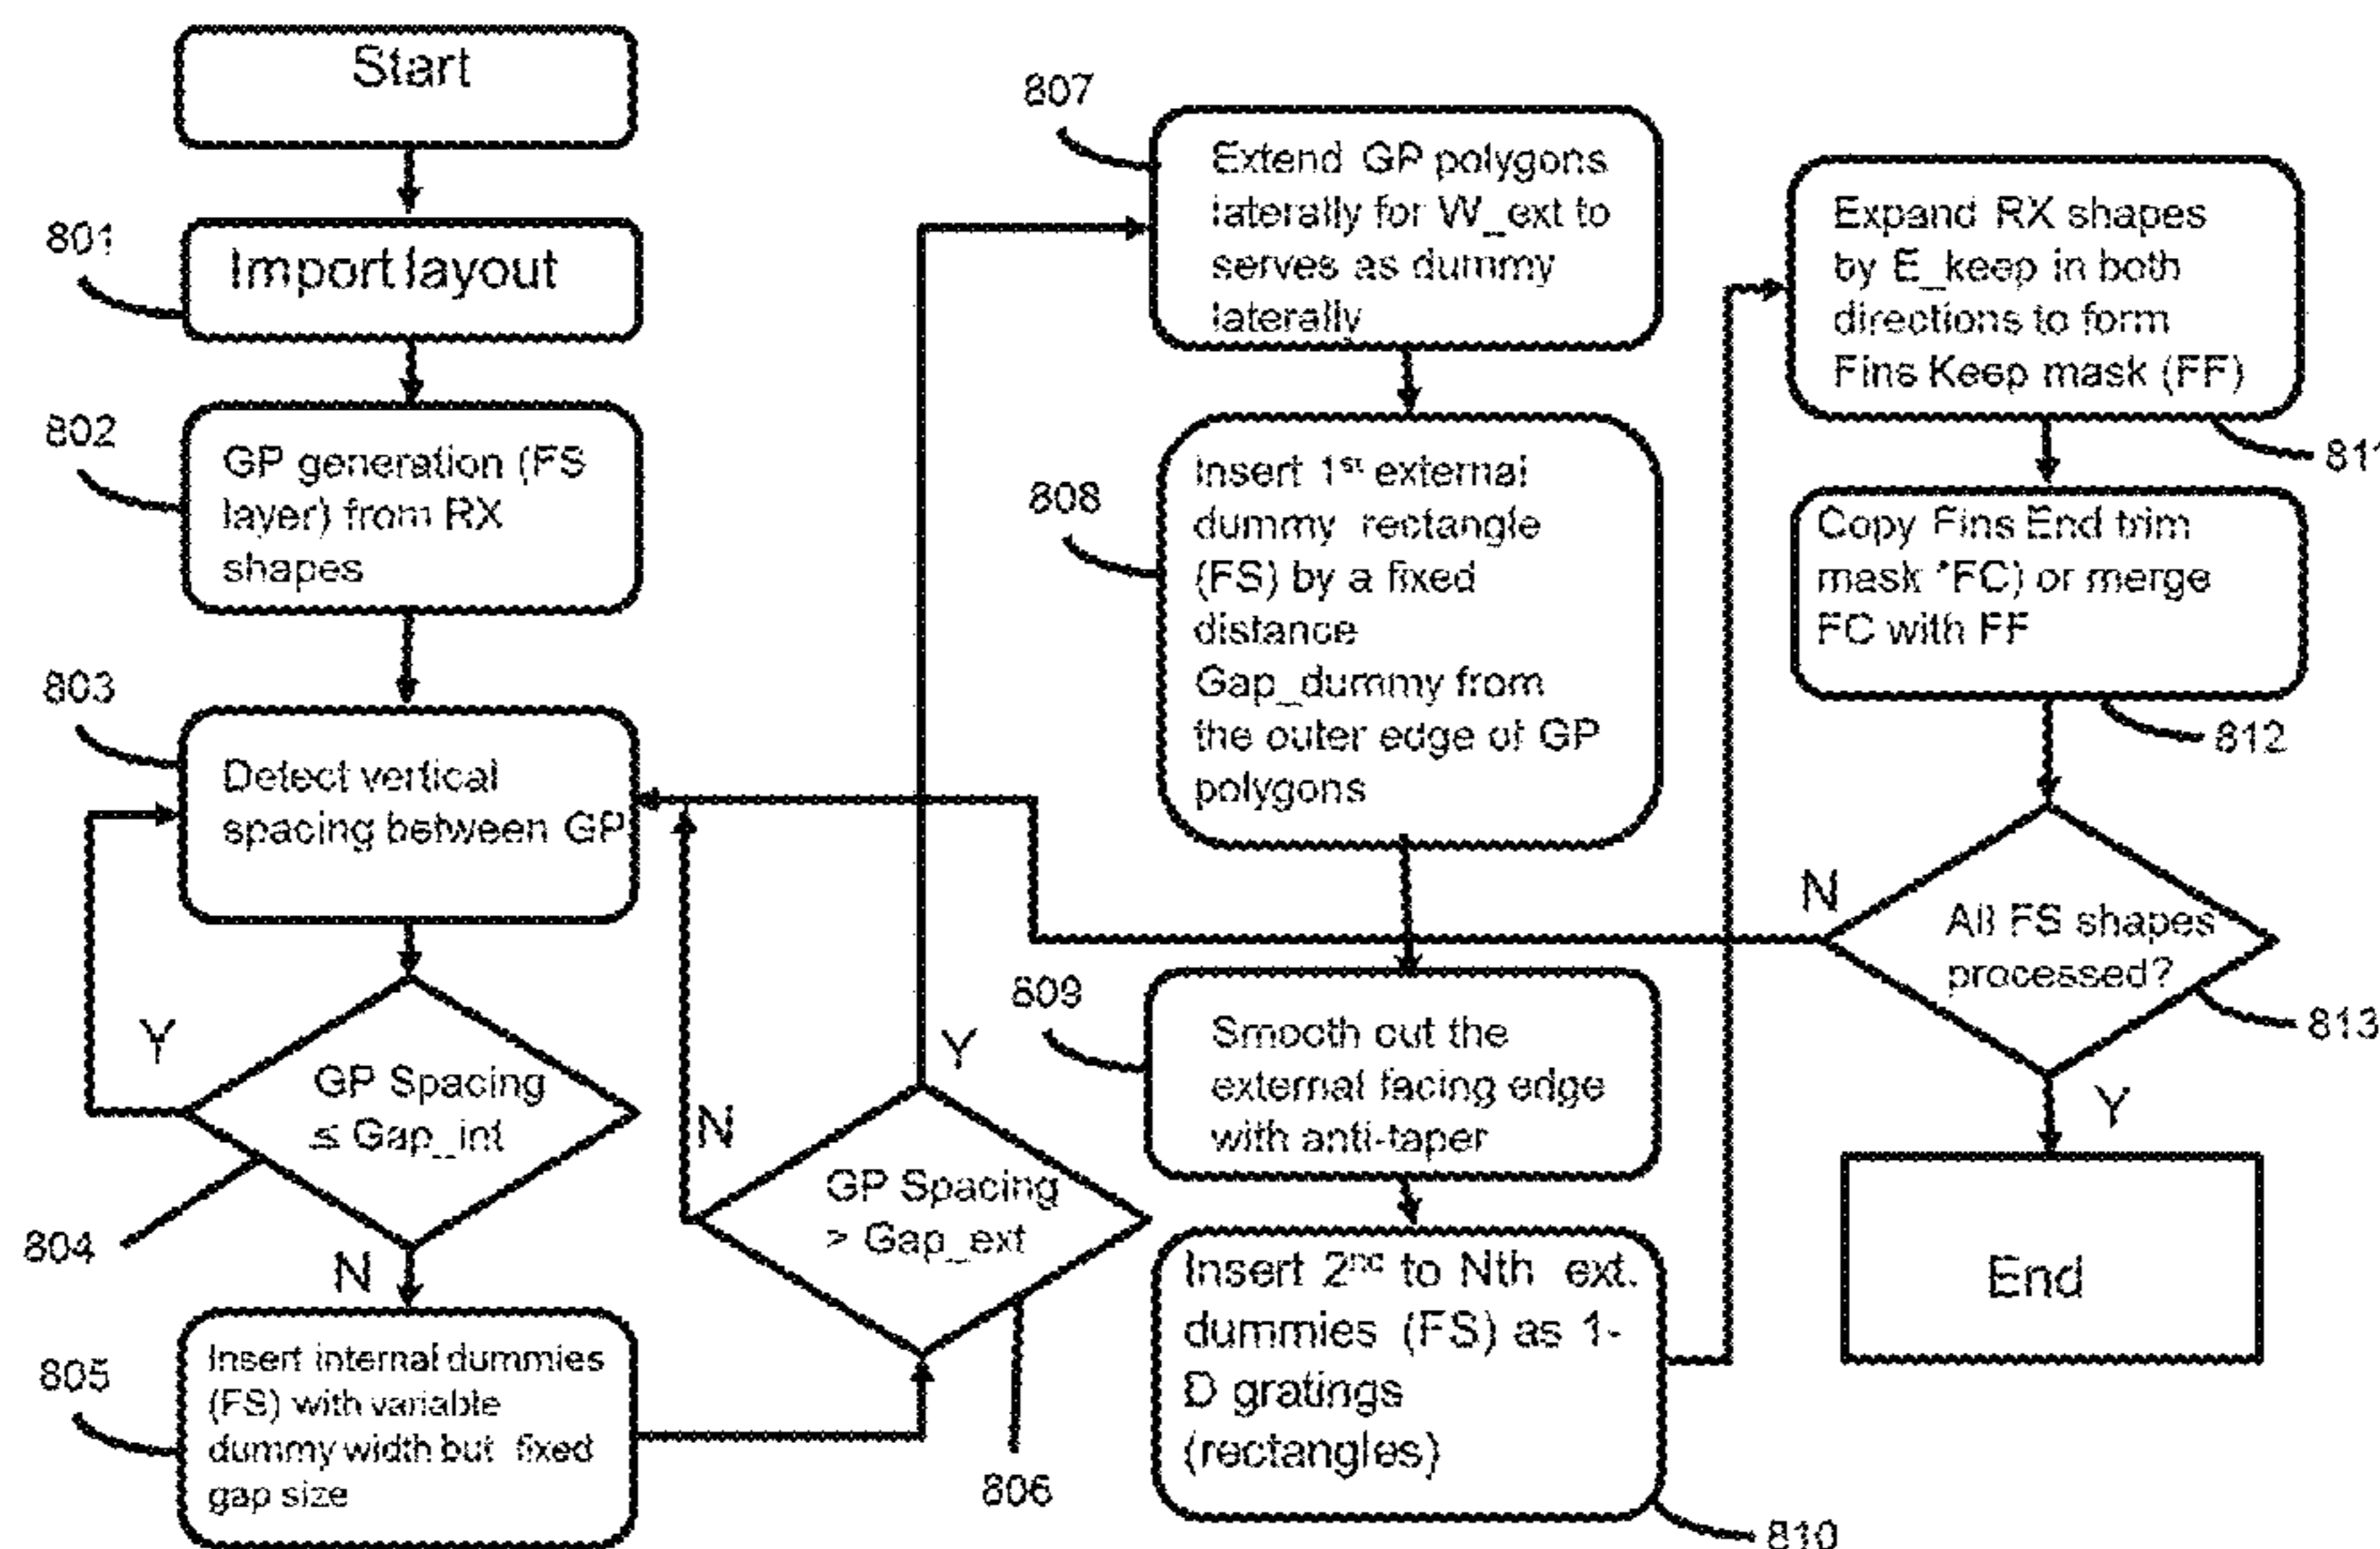 Start
801
Import layout
802
GP generation (FS
layer) from RX
shapes
803
Detect vertical
spacing between GP
Y
GP Spacing
≤ Gap_int
804
N
805
Insert internal dummies
(FS) with variable
dummy width but fixed
gap size
N
Y
GP Spacing
> Gap_ext
806
807
Extend GP polygons
laterally for W_ext to
serves as dummy
laterally
808
Insert 1st external
dummy rectangle
(FS) by a fixed
distance
Gap_dummy from
the outer edge of GP
polygons
809
Smooth out the
external facing edge
with anti-taper
Insert 2nd to Nth ext.
dummies (FS) as 1-
D gratings
(rectangles)
810
Expand RX shapes
by E_keep in both
directions to form
Fins Keep mask (FF)
811
Copy Fins End trim
mask *FC) or merge
FC with FF
812
N
All FS shapes
processed?
813
Y
End